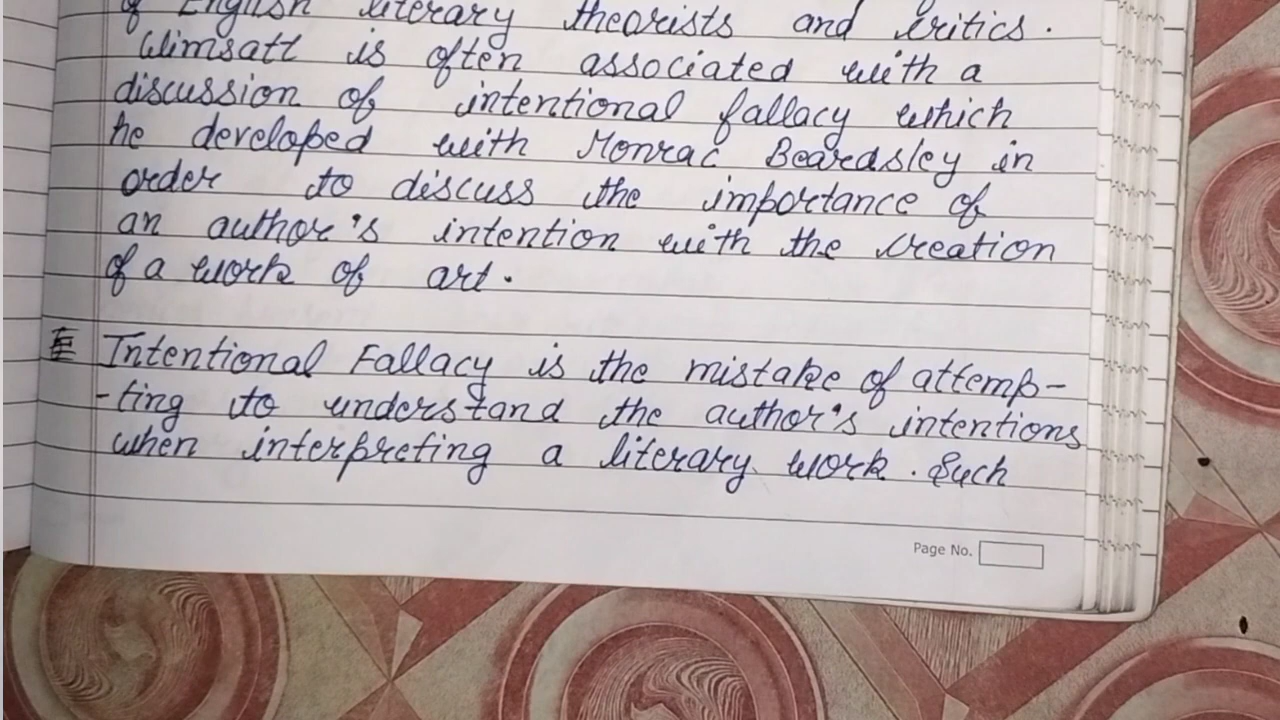 of English literary theorists and critics.
Wimsatt is often associated with a
discussion of intentional fallacy which
he developed with Monrac Beardsley in
order to discuss the importance of
an author's intention with the creation
of a work of art.
Intentional Fallacy is the mistake of attemp-
-ting to understand the author's intentions
when interpreting a literary work. Such
Page No.